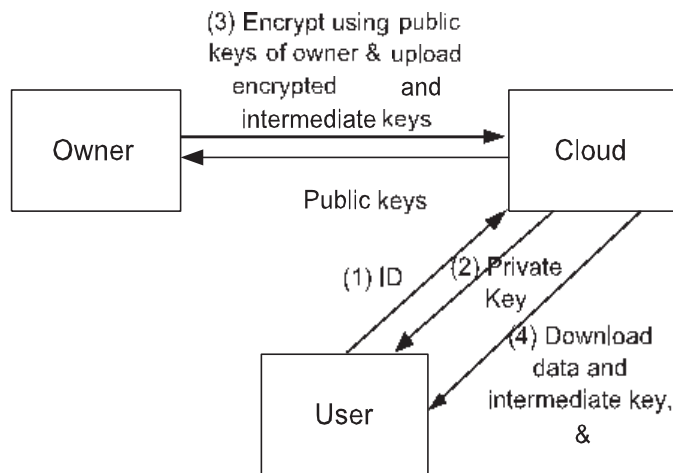 (3) Encrypt using public
keys of owner & upload
encrypted and
intermediate keys
Owner
Cloud
Public keys
(1) ID
(2) Private
Key
(4) Download
data and
intermediate key,
&
User